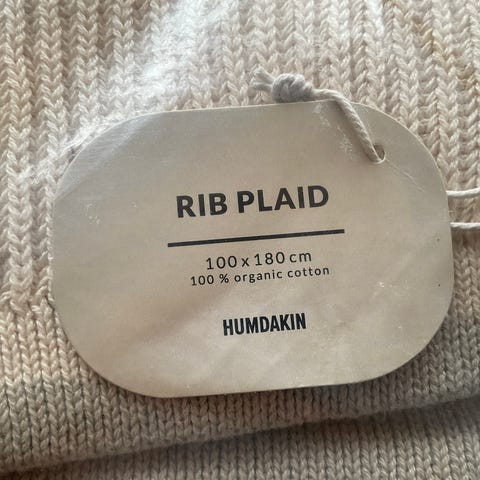 RIB PLAID
100 x 180 cm
100 % organic cotton
HUMDAKIN